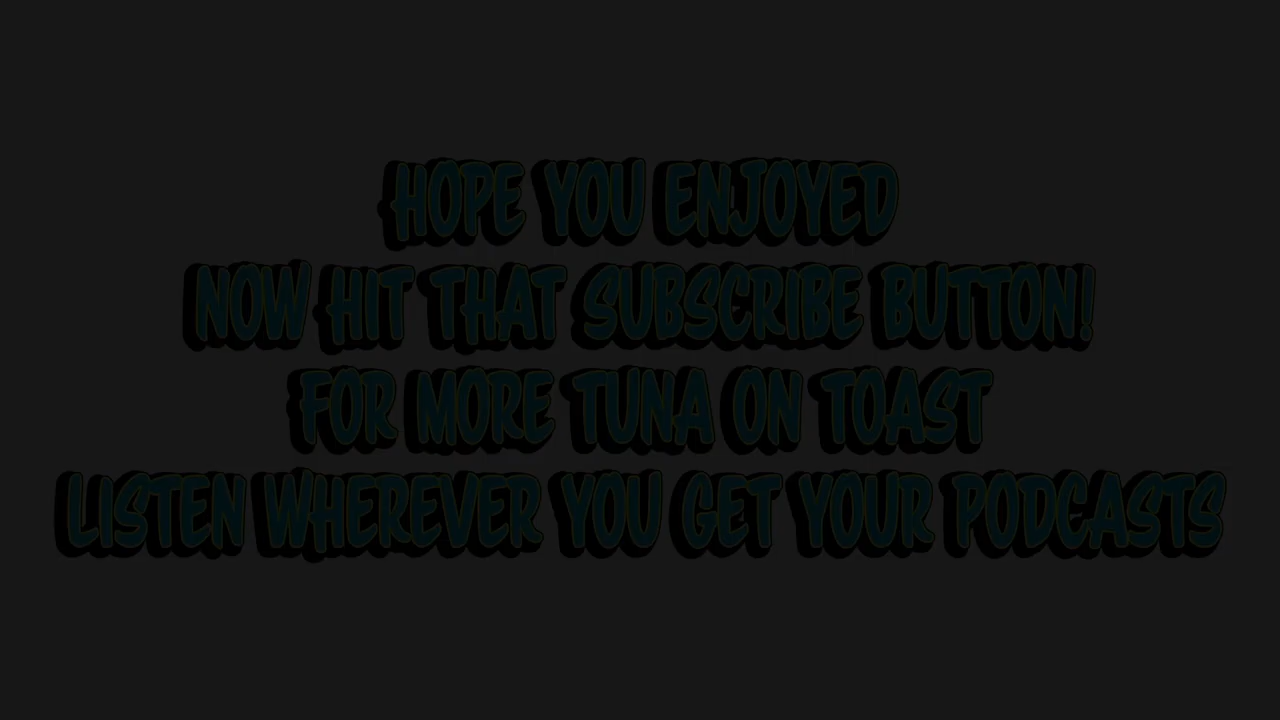 HOPE YOU ENJOYED
NOW HIT THAT SUBSCRIBE BUTTON!
FOR MORE TUNA ON TOAST
LISTEN WHEREVER YOU GET YOUR PODCASTS